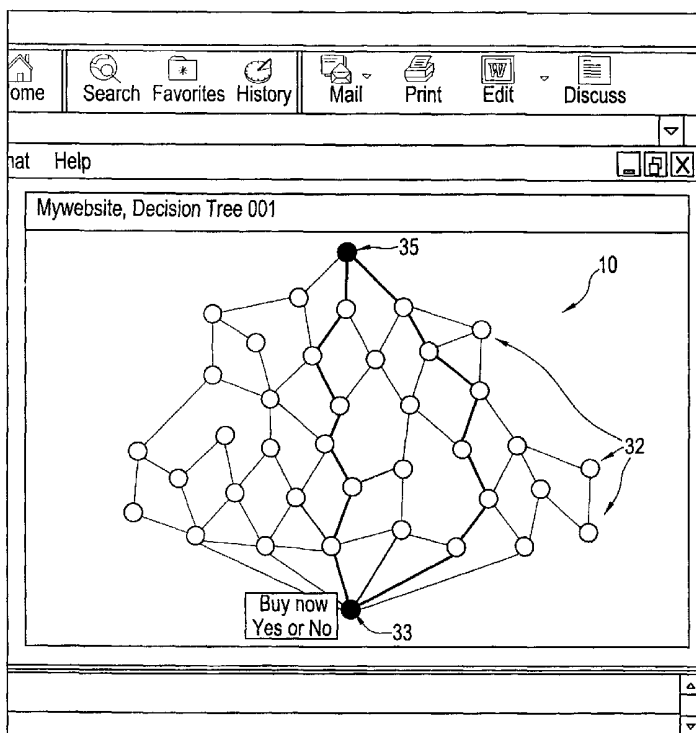 ome Search Favorites History Mail Print Edit Discuss
nat Help
Mywebsite, Decision Tree 001
35
10
32
Buy now
Yes or No
33